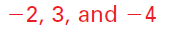 −2, 3, and −4